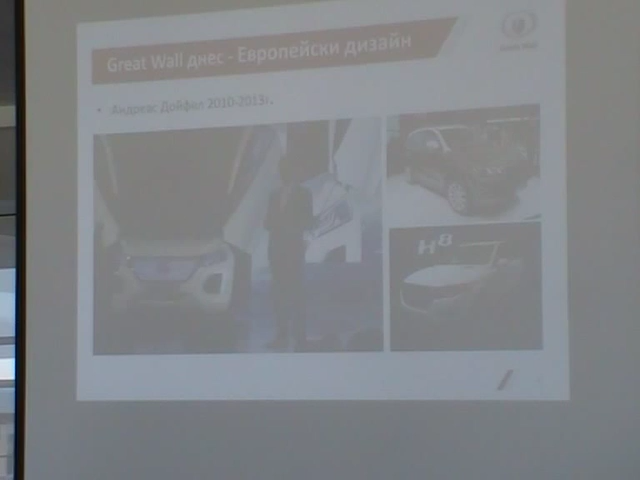 Great Wall днес - Европейски дизайн
• Андреас Дойфел 2010-2013г.
H8